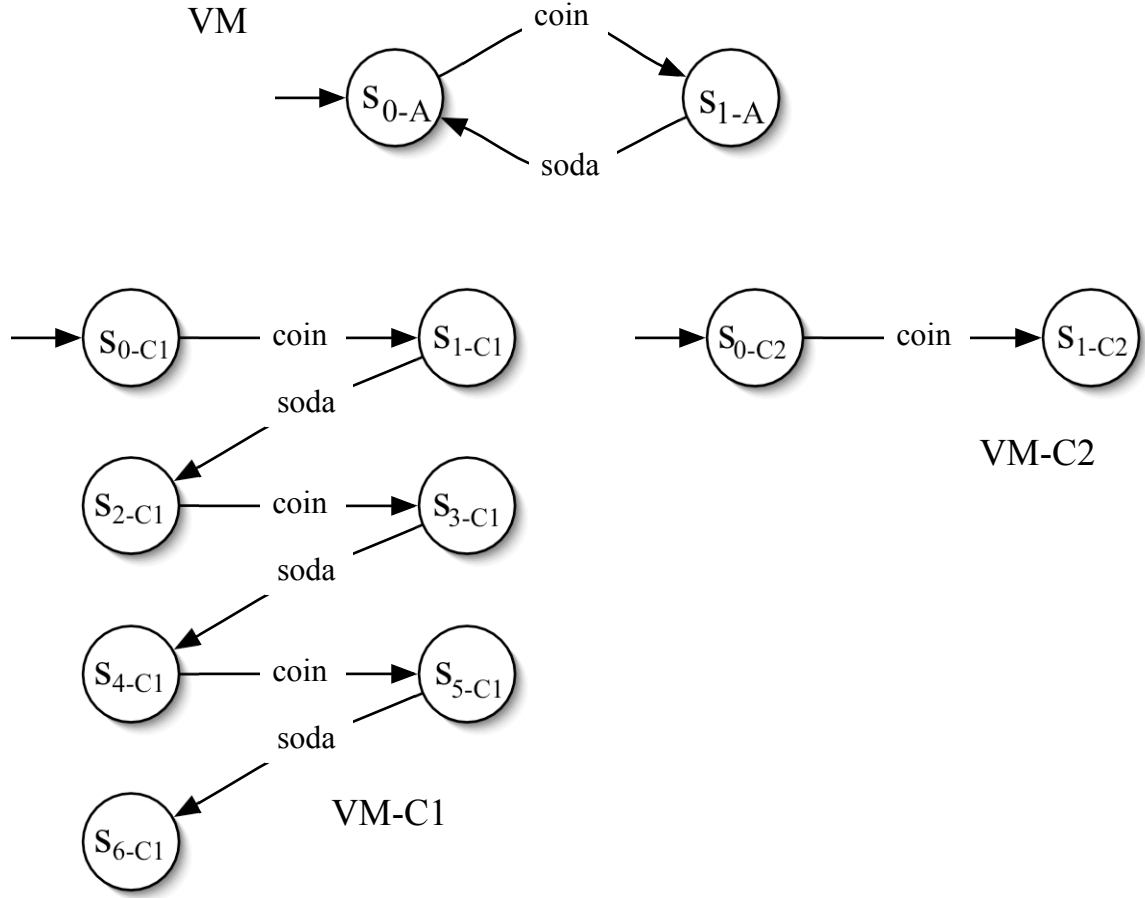 VM
coin
S0-A
S1-A
soda
S0-C1
coin
S1-C1
S0-C2
coin
S1-C2
soda
VM-C2
S2-C1
coin
S3-C1
soda
S4-C1
coin
S5-C1
soda
VM-C1
S6-C1